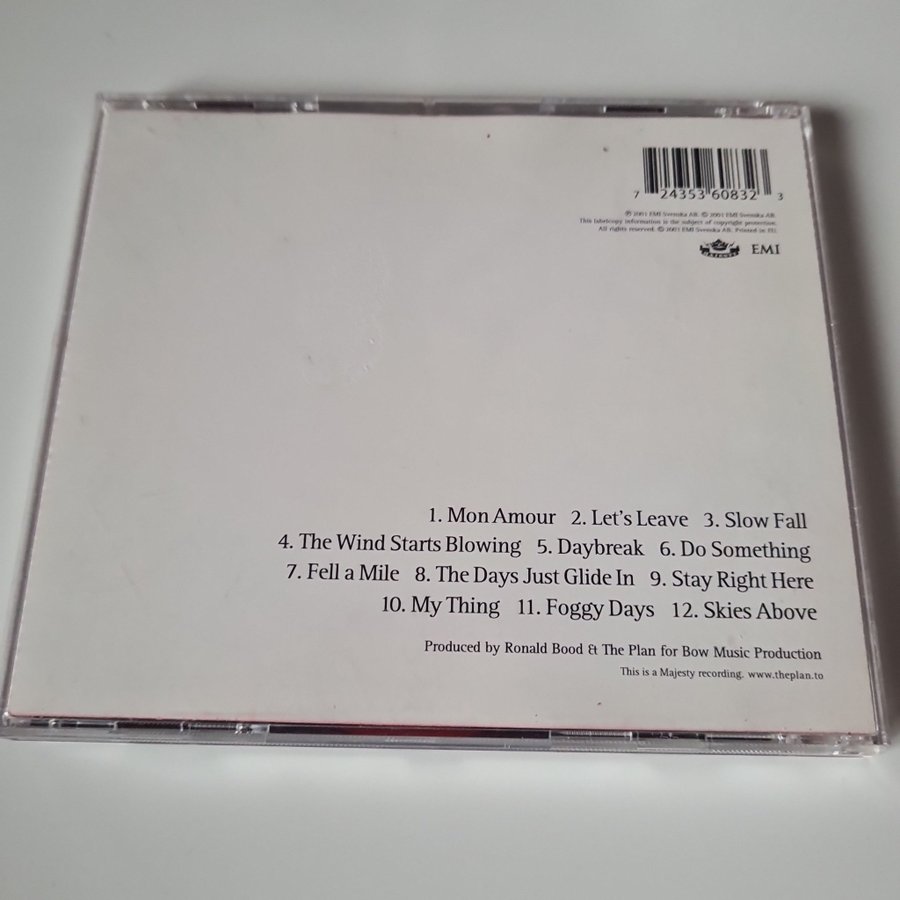 7 24353 60832 3
℗ 2001 EMI Svenska AB. © 2001 EMI Svenska AB.
This labelcopy information is the subject of copyright protection.
All rights reserved. © 2001 EMI Svenska AB. Printed in EU.
MAJESTY EMI
1. Mon Amour 2. Let's Leave 3. Slow Fall
4. The Wind Starts Blowing 5. Daybreak 6. Do Something
7. Fell a Mile 8. The Days Just Glide In 9. Stay Right Here
10. My Thing 11. Foggy Days 12. Skies Above
Produced by Ronald Bood & The Plan for Bow Music Production
This is a Majesty recording. www.theplan.to